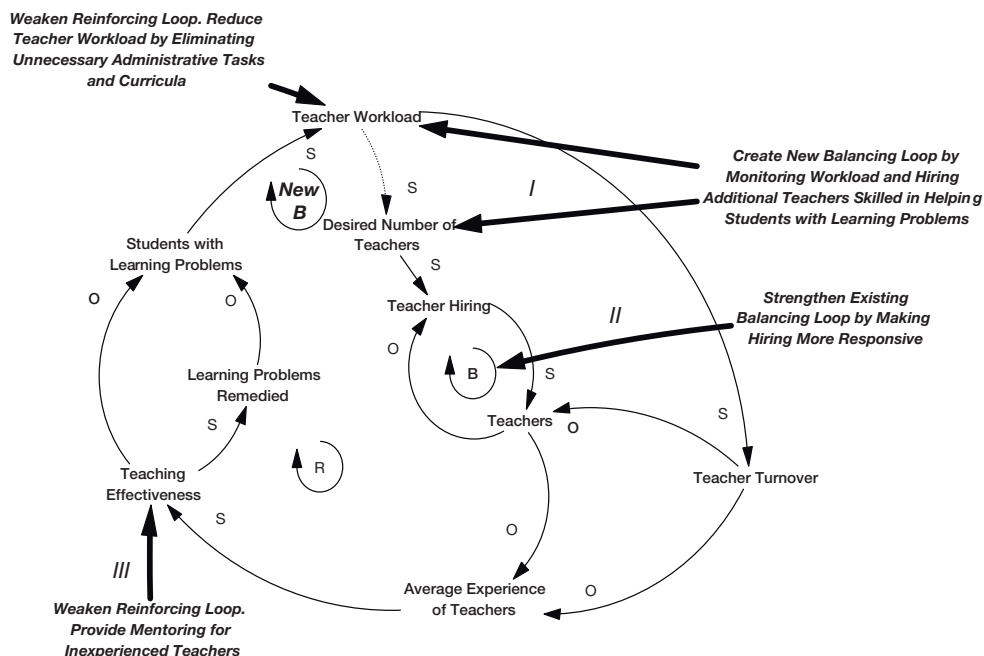 Weaken Reinforcing Loop. Reduce
Teacher Workload by Eliminating
Unnecessary Administrative Tasks
and Curricula
Teacher Workload
S
New
B
S
I
Create New Balancing Loop by
Monitoring Workload and Hiring
Additional Teachers Skilled in Helping
Students with Learning Problems
Desired Number of
Teachers
Students with
Learning Problems
S
O
O
Teacher Hiring
II
Strengthen Existing
Balancing Loop by Making
Hiring More Responsive
O
B
S
Learning Problems
Remedied
S
Teachers
O
S
R
Teaching
Effectiveness
Teacher Turnover
S
O
III
Average Experience
of Teachers
O
Weaken Reinforcing Loop.
Provide Mentoring for
Inexperienced Teachers